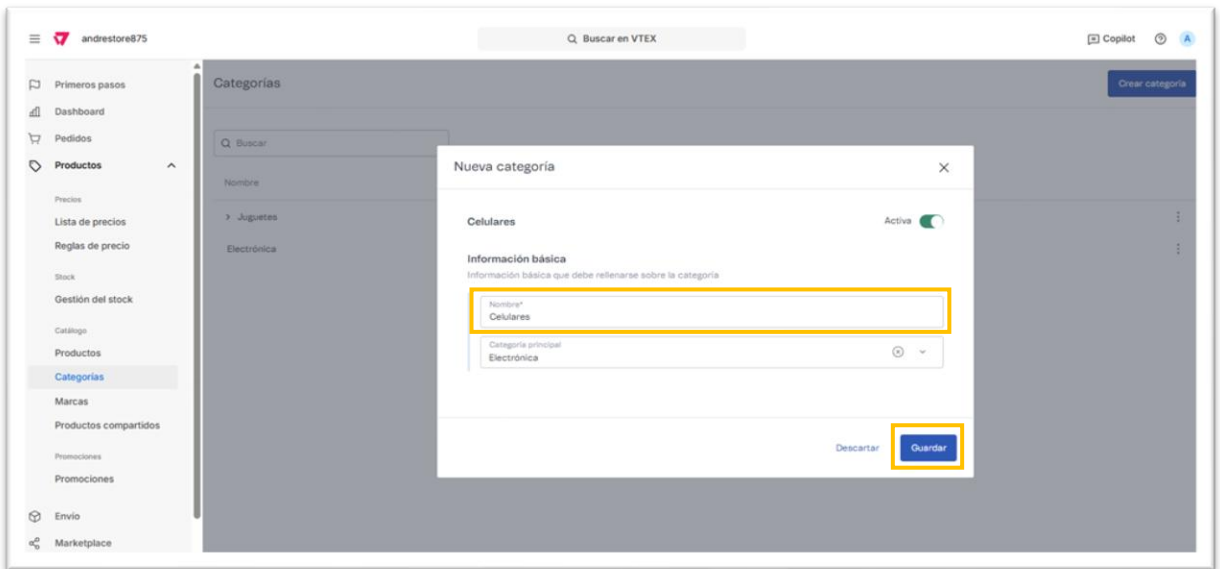 andrestore875
Buscar en VTEX
Copilot
A
Primeros pasos
Dashboard
Pedidos
Productos
Precios
Lista de precios
Reglas de precio
Stock
Gestión del stock
Catálogo
Productos
Categorías
Marcas
Productos compartidos
Promociones
Promociones
Envío
Marketplace
Categorías
Crear categoría
Buscar
Nombre
Juguetes
Electrónica
Nueva categoría
Celulares
Activa
Información básica
Información básica que debe rellenarse sobre la categoría
Nombre*
Celulares
Categoría principal
Electrónica
Descartar
Guardar